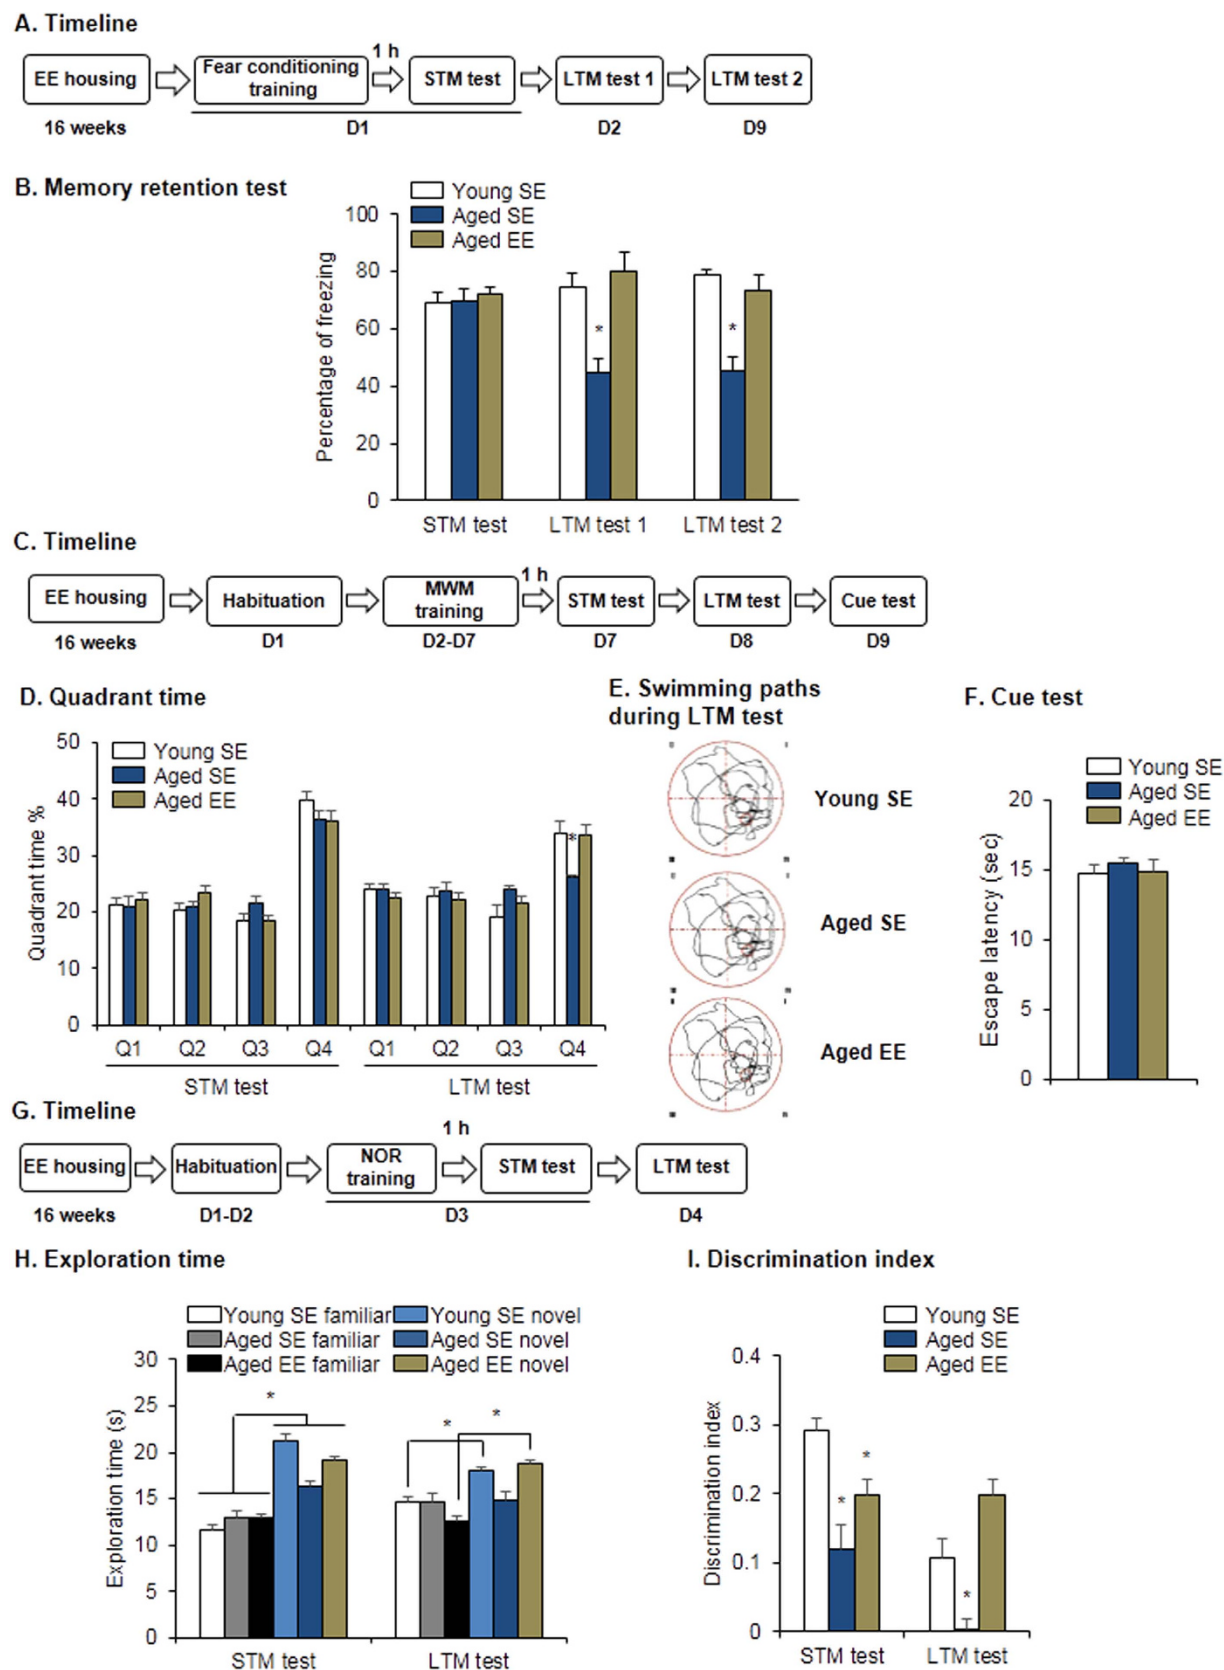 A. Timeline
1 h
EE housing
Fear conditioning
training
STM test
LTM test 1
LTM test 2
16 weeks
D1
D2
D9
B. Memory retention test
Young SE
Aged SE
Aged EE
100
80
60
40
20
0
Percentage of freezing
*
*
STM test
LTM test 1
LTM test 2
C. Timeline
1 h
EE housing
Habituation
MWM
training
STM test
LTM test
Cue test
16 weeks
D1
D2-D7
D7
D8
D9
D. Quadrant time
Young SE
Aged SE
Aged EE
50
40
30
20
10
0
Quadrant time %
*
Q1
Q2
Q3
Q4
Q1
Q2
Q3
Q4
STM test
LTM test
E. Swimming paths
during LTM test
Young SE
Aged SE
Aged EE
F. Cue test
Young SE
Aged SE
Aged EE
20
15
10
5
0
Escape latency (sec)
G. Timeline
1 h
EE housing
Habituation
NOR
training
STM test
LTM test
16 weeks
D1-D2
D3
D4
H. Exploration time
Young SE familiar
Young SE novel
Aged SE familiar
Aged SE novel
Aged EE familiar
Aged EE novel
30
25
20
15
10
5
0
Exploration time (s)
*
*
*
STM test
LTM test
I. Discrimination index
Young SE
Aged SE
Aged EE
0.4
0.3
0.2
0.1
0
Discrimination index
*
*
*
STM test
LTM test